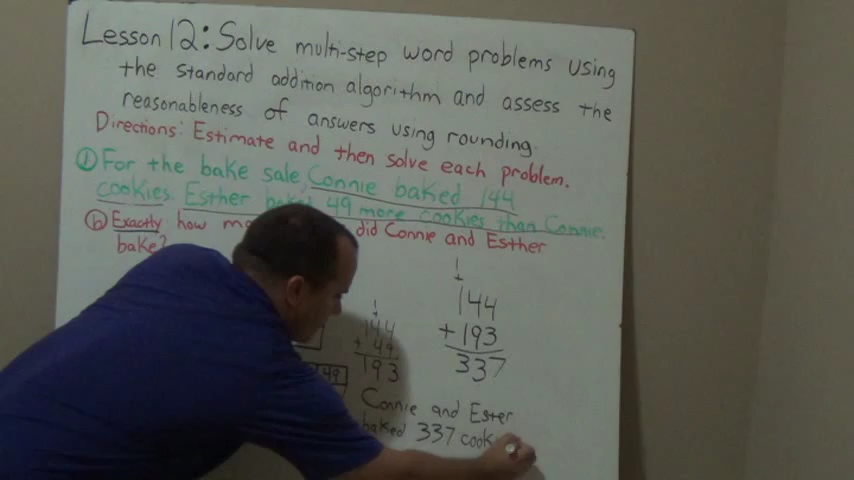 Lesson 12: Solve multi-step word problems using
the standard addition algorithm and assess the
reasonableness of answers using rounding.
Directions: Estimate and then solve each problem.
① For the bake sale, Connie baked 144
cookies. Esther 49 more cookies than Connie.
ⓑ Exactly how did Connie and Esther
bake?
1
144
+ 49
193
1
144
+ 193
337
49
Connie and Ester
baked 337 cook